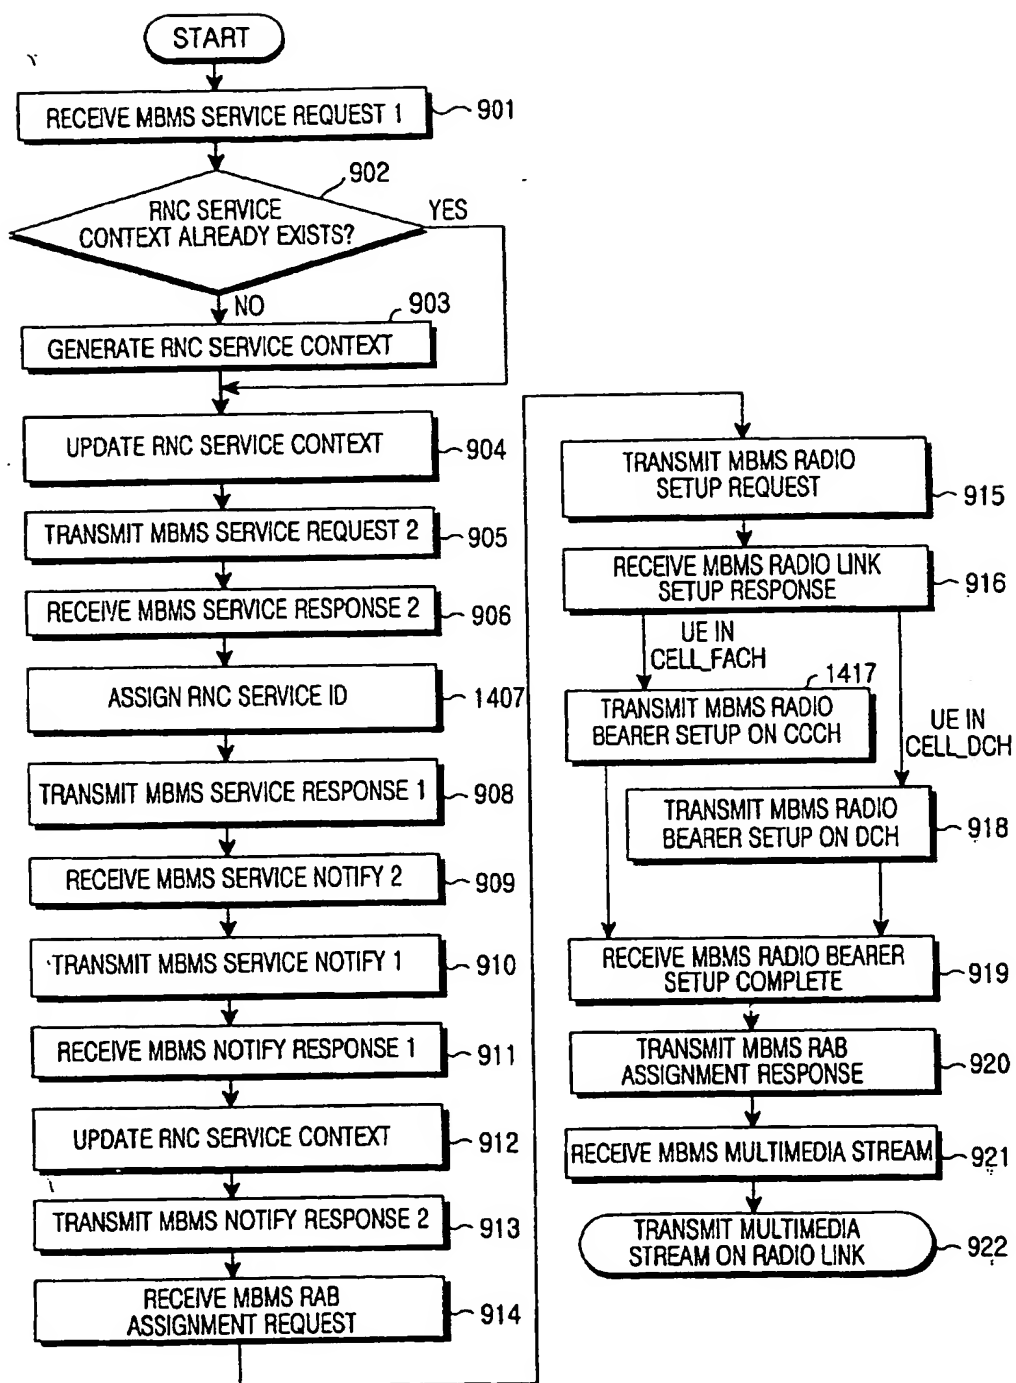 START
RECEIVE MBMS SERVICE REQUEST 1
901
902
RNC SERVICE
CONTEXT ALREADY EXISTS?
YES
NO
903
GENERATE RNC SERVICE CONTEXT
UPDATE RNC SERVICE CONTEXT
904
TRANSMIT MBMS SERVICE REQUEST 2
905
RECEIVE MBMS SERVICE RESPONSE 2
906
ASSIGN RNC SERVICE ID
1407
TRANSMIT MBMS SERVICE RESPONSE 1
908
RECEIVE MBMS SERVICE NOTIFY 2
909
TRANSMIT MBMS SERVICE NOTIFY 1
910
RECEIVE MBMS NOTIFY RESPONSE 1
911
UPDATE RNC SERVICE CONTEXT
912
TRANSMIT MBMS NOTIFY RESPONSE 2
913
RECEIVE MBMS RAB
ASSIGNMENT REQUEST
914
TRANSMIT MBMS RADIO
SETUP REQUEST
915
RECEIVE MBMS RADIO LINK
SETUP RESPONSE
916
UE IN
CELL_FACH
1417
TRANSMIT MBMS RADIO
BEARER SETUP ON CCCH
UE IN
CELL_DCH
TRANSMIT MBMS RADIO
BEARER SETUP ON DCH
918
RECEIVE MBMS RADIO BEARER
SETUP COMPLETE
919
TRANSMIT MBMS RAB
ASSIGNMENT RESPONSE
920
RECEIVE MBMS MULTIMEDIA STREAM
921
TRANSMIT MULTIMEDIA
STREAM ON RADIO LINK
922